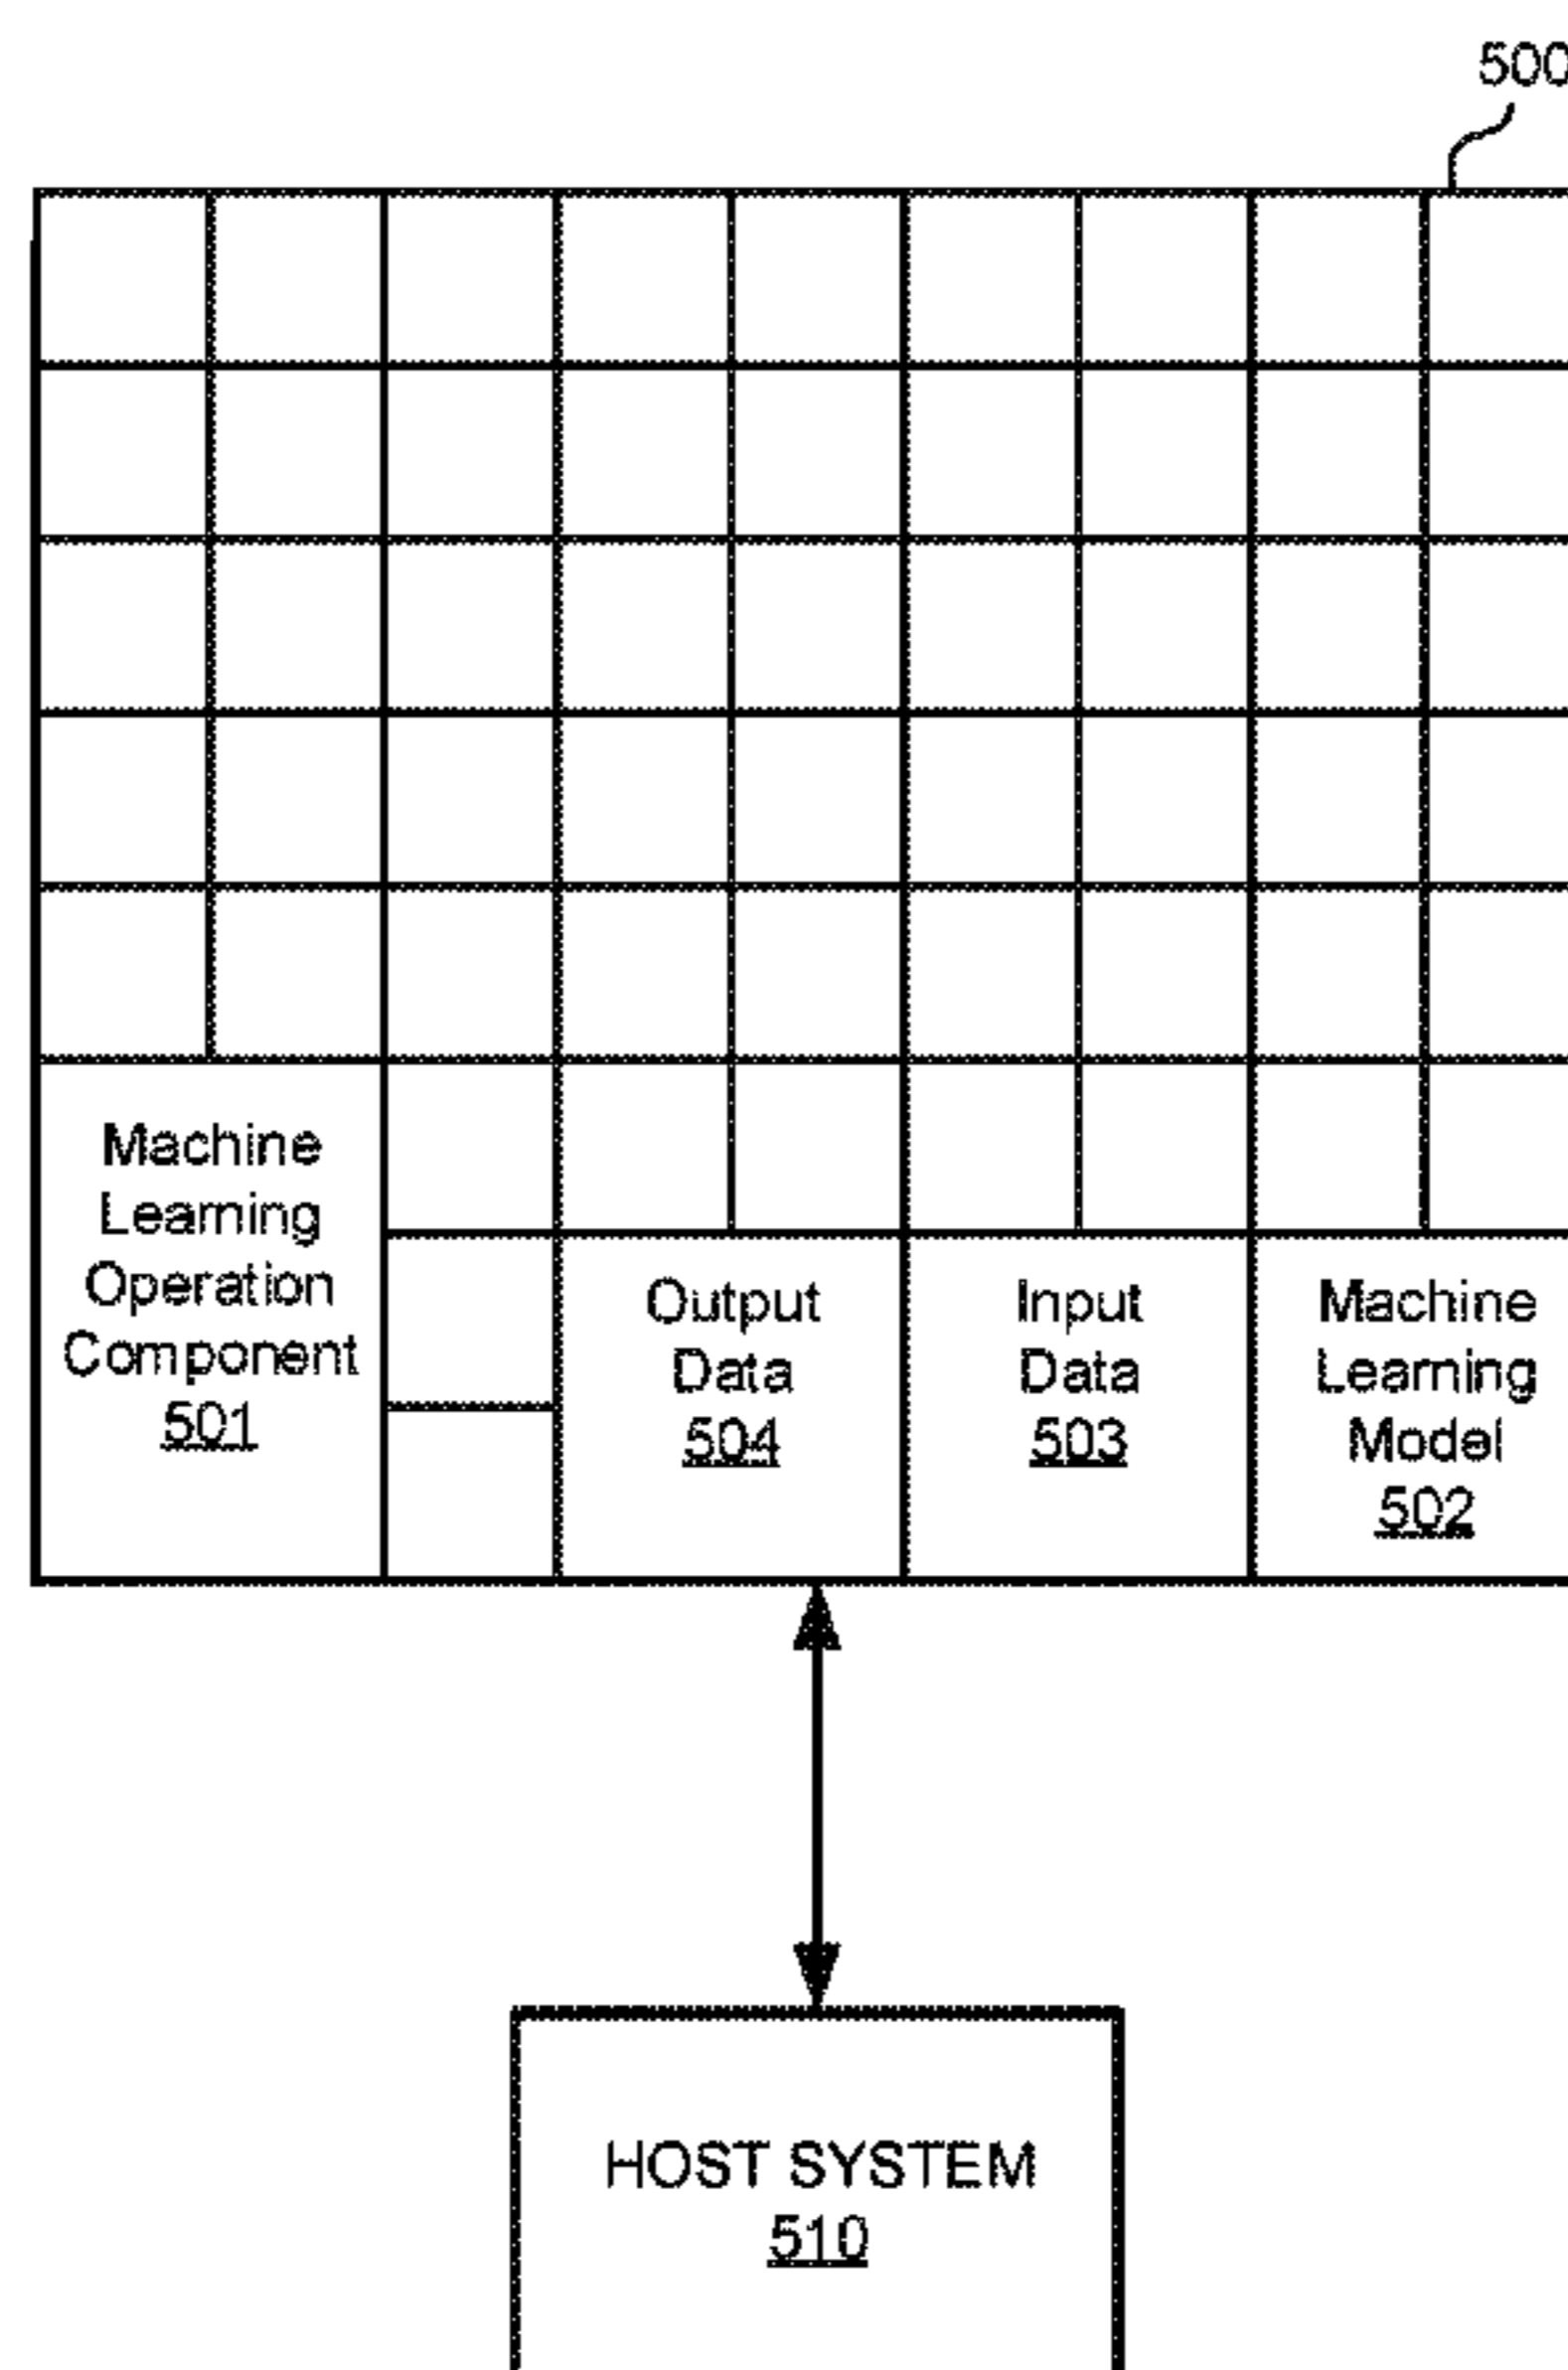 500
Machine
Learning
Operation
Component
501
Output
Data
504
Input
Data
503
Machine
Learning
Model
502
HOST SYSTEM
510